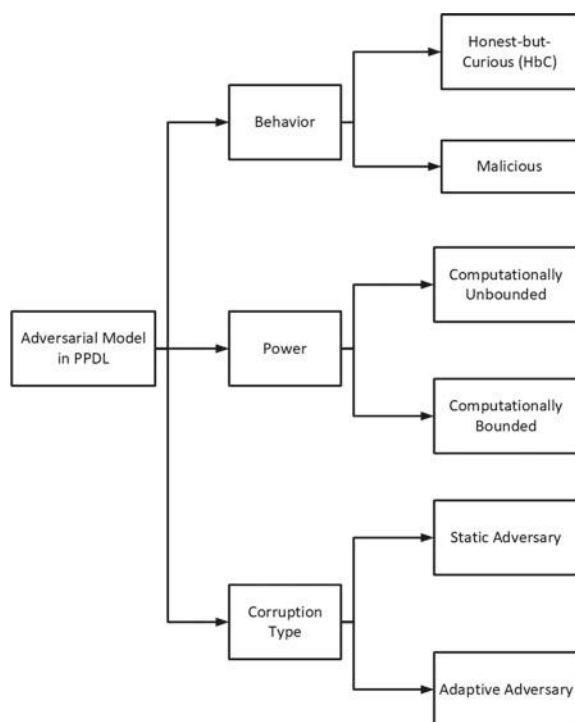 Honest-but-
Curious (HbC)
Behavior
Malicious
Computationally
Unbounded
Adversarial Model
in PPDL
Power
Computationally
Bounded
Static Adversary
Corruption
Type
Adaptive Adversary